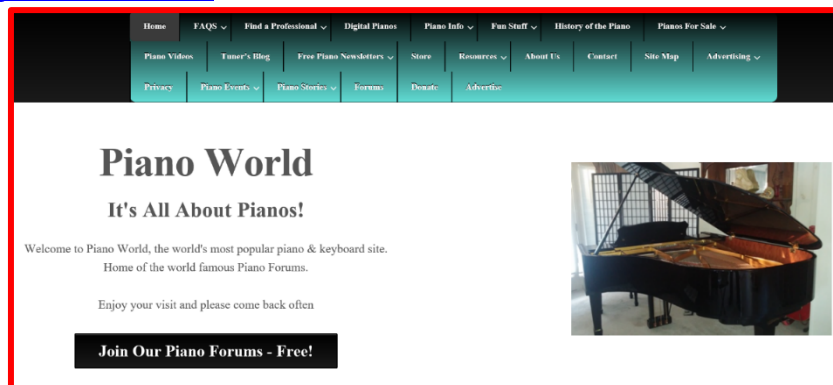 Home FAQS Find a Professional Digital Pianos Piano Info Fun Stuff History of the Piano Pianos For Sale
Piano Videos Tuner's Blog Free Piano Newsletters Store Resources About Us Contact Site Map Advertising
Privacy Piano Events Piano Stories Forums Donate Advertise
Piano World
It's All About Pianos!
Welcome to Piano World, the world's most popular piano & keyboard site.
Home of the world famous Piano Forums.
Enjoy your visit and please come back often
Join Our Piano Forums - Free!